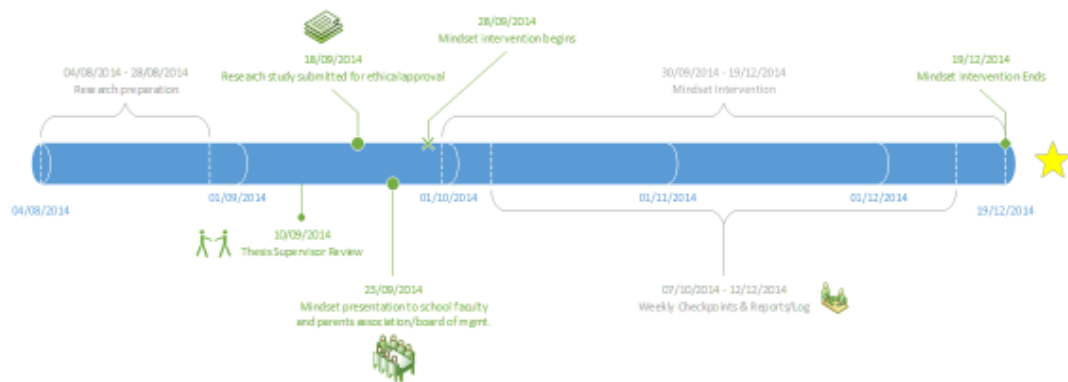 28/09/2014
Mindset intervention begins
18/09/2014
Research study submitted for ethical approval
19/12/2014
Mindset Intervention Ends
04/08/2014 - 28/08/2014
Research preparation
30/09/2014 - 19/12/2014
Mindset Intervention
04/08/2014
01/09/2014
01/10/2014
01/11/2014
01/12/2014
19/12/2014
10/09/2014
Thesis Supervisor Review
23/09/2014
Mindset presentation to school faculty
and parents association/board of mgmt.
07/10/2014 - 12/12/2014
Weekly Checkpoints & Reports/Log